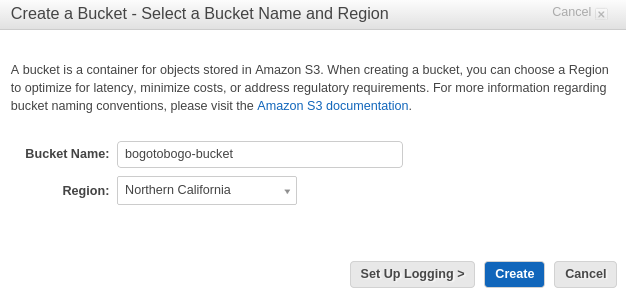 Create a Bucket - Select a Bucket Name and Region
Cancel
A bucket is a container for objects stored in Amazon S3. When creating a bucket, you can choose a Region
to optimize for latency, minimize costs, or address regulatory requirements. For more information regarding
bucket naming conventions, please visit the Amazon S3 documentation.
Bucket Name: bogotobogo-bucket
Region: Northern California
Set Up Logging > Create Cancel